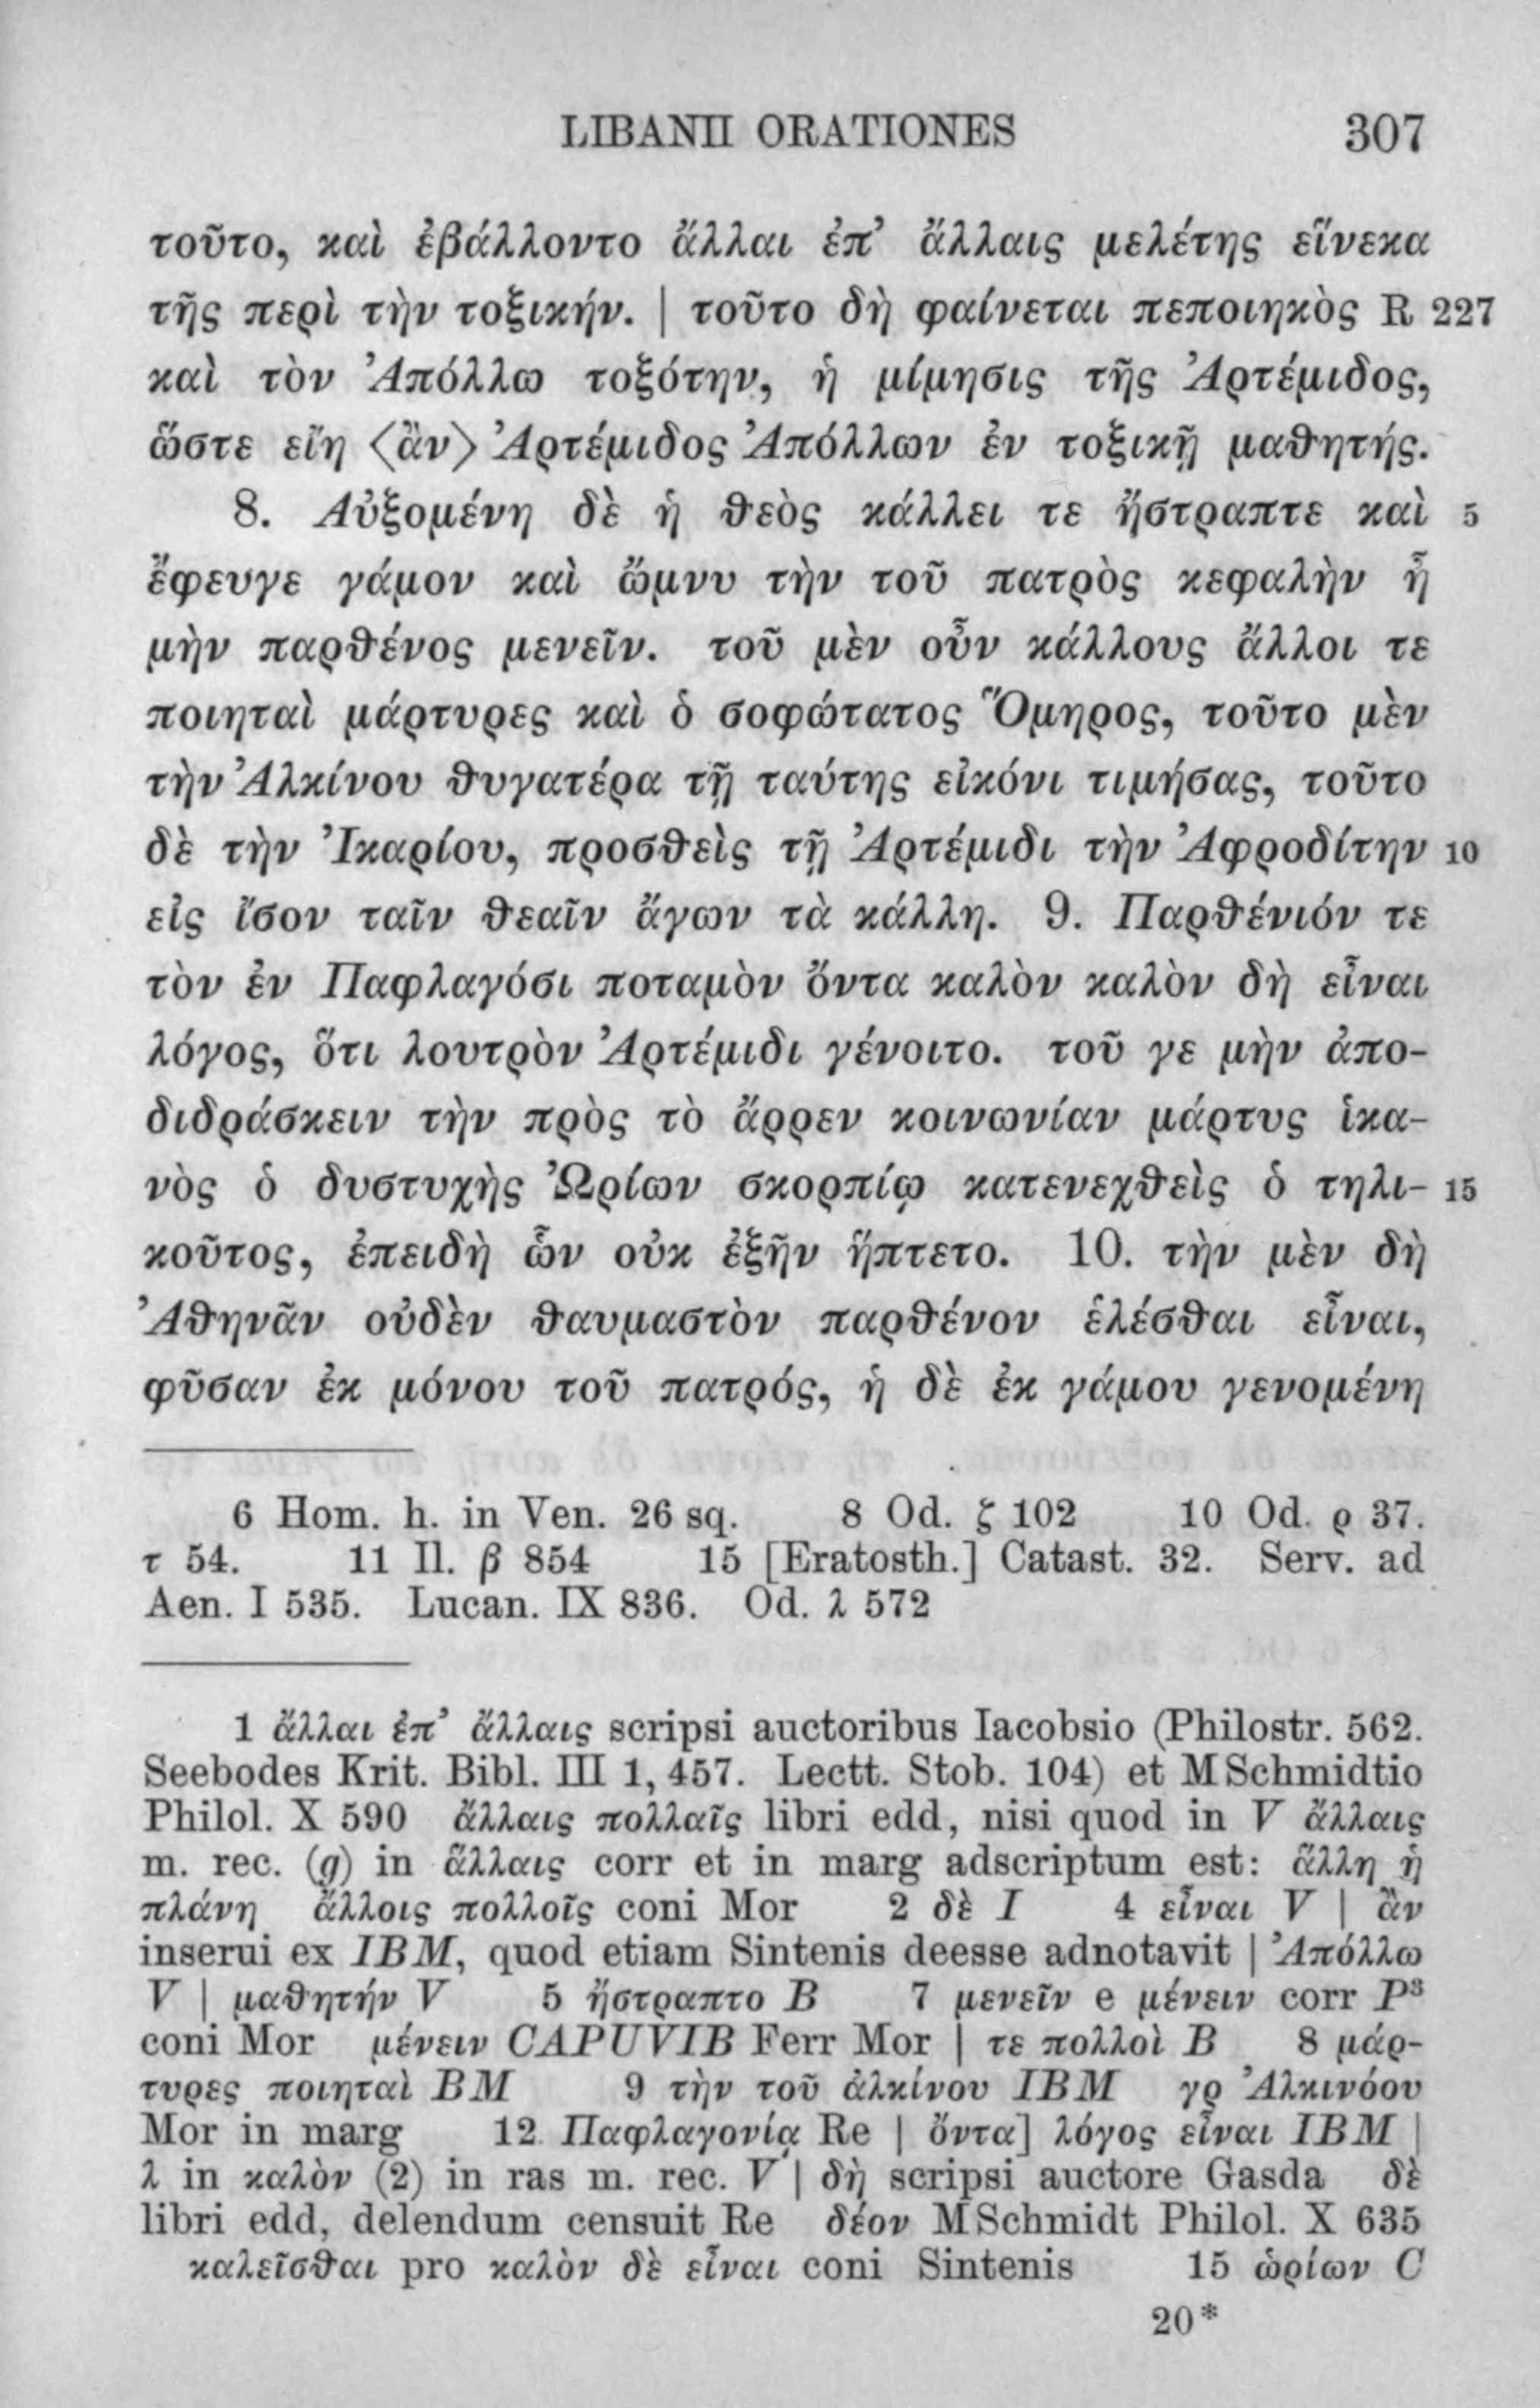 LIBANII ORATIONES 307
τοῦτο, καὶ ἐβάλλοντο ἄλλαι ἐπ’ ἄλλαις μελέτης εἵνεκα
τῆς περὶ τὴν τοξικήν. | τοῦτο δὴ φαίνεται πεποιηκὸς R 227
καὶ τὸν Ἀπόλλω τοξότην, ἡ μίμησις τῆς Ἀρτέμιδος,
ὥστε εἴη ⟨ἂν⟩ Ἀρτέμιδος Ἀπόλλων ἐν τοξικῇ μαθητής.
8. Αὐξομένη δὲ ἡ θεὸς κάλλει τε ἤστραπτε καὶ 5
ἔφευγε γάμον καὶ ὤμνυ τὴν τοῦ πατρὸς κεφαλὴν ἦ
μὴν παρθένος μενεῖν. τοῦ μὲν οὖν κάλλους ἄλλοι τε
ποιηταὶ μάρτυρες καὶ ὁ σοφώτατος Ὅμηρος, τοῦτο μὲν
τὴν Ἀλκίνου θυγατέρα τῇ ταύτης εἰκόνι τιμήσας, τοῦτο
δὲ τὴν Ἰκαρίου, προσθεὶς τῇ Ἀρτέμιδι τὴν Ἀφροδίτην 10
εἰς ἴσον ταῖν θεαῖν ἄγων τὰ κάλλη. 9. Παρθένιόν τε
τὸν ἐν Παφλαγόσι ποταμὸν ὄντα καλὸν καλὸν δὴ εἶναι
λόγος, ὅτι λουτρὸν Ἀρτέμιδι γένοιτο. τοῦ γε μὴν ἀπο-
διδράσκειν τὴν πρὸς τὸ ἄρρεν κοινωνίαν μάρτυς ἱκα-
νὸς ὁ δυστυχὴς Ὠρίων σκορπίῳ κατενεχθεὶς ὁ τηλι- 15
κοῦτος, ἐπειδὴ ὧν οὐκ ἐξῆν ἥπτετο. 10. τὴν μὲν δὴ
Ἀθηνᾶν οὐδὲν θαυμαστὸν παρθένον ἑλέσθαι εἶναι,
φῦσαν ἐκ μόνου τοῦ πατρός, ἡ δὲ ἐκ γάμου γενομένη
6 Hom. h. in Ven. 26 sq. 8 Od. ζ 102 10 Od. ρ 37.
τ 54. 11 Il. β 854 15 [Eratosth.] Catast. 32. Serv. ad
Aen. I 535. Lucan. IX 836. Od. λ 572
1 ἄλλαι ἐπ’ ἄλλαις scripsi auctoribus Iacobsio (Philostr. 562.
Seebodes Krit. Bibl. III 1, 457. Lectt. Stob. 104) et MSchmidtio
Philol. X 590 ἄλλαις πολλαῖς libri edd, nisi quod in V ἄλλαις
m. rec. (g) in ἄλλαις corr et in marg adscriptum est: ἄλλη ἡ
πλάνη ἄλλοις πολλοῖς coni Mor 2 δὲ I 4 εἶναι V | ἂν
inserui ex IBM, quod etiam Sintenis deesse adnotavit | Ἀπόλλω
V | μαθητήν V 5 ἤστραπτο B 7 μενεῖν e μένειν corr P³
coni Mor μένειν CAPUVIB Ferr Mor | τε πολλοὶ B 8 μάρ-
τυρες ποιηταὶ BM 9 τὴν τοῦ ἀλκίνου IBM γρ Ἀλκινόου
Mor in marg 12 Παφλαγονίᾳ Re | ὄντα] λόγος εἶναι IBM |
λ in καλὸν (2) in ras m. rec. V | δὴ scripsi auctore Gasda δὲ
libri edd, delendum censuit Re δέον MSchmidt Philol. X 635
καλεῖσθαι pro καλὸν δὲ εἶναι coni Sintenis 15 ὡρίων C
20*